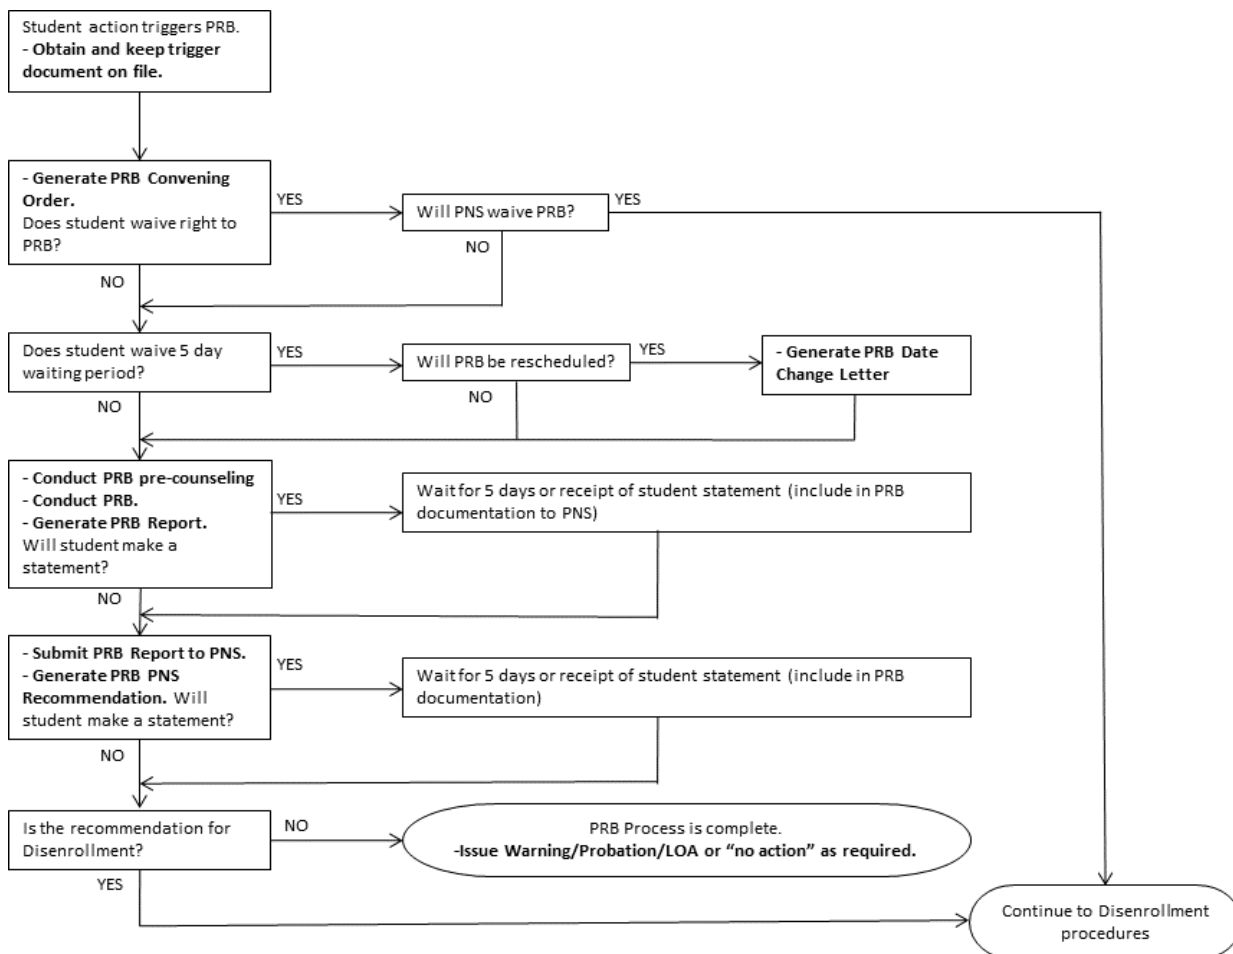 Student action triggers PRB.
- Obtain and keep trigger
document on file.
- Generate PRB Convening
Order.
Does student waive right to
PRB?
YES
Will PNS waive PRB?
YES
NO
NO
Does student waive 5 day
waiting period?
YES
Will PRB be rescheduled?
YES
- Generate PRB Date
Change Letter
NO
NO
- Conduct PRB pre-counseling
- Conduct PRB.
- Generate PRB Report.
Will student make a
statement?
YES
Wait for 5 days or receipt of student statement (include in PRB
documentation to PNS)
NO
- Submit PRB Report to PNS.
- Generate PRB PNS
Recommendation. Will
student make a statement?
YES
Wait for 5 days or receipt of student statement (include in PRB
documentation)
NO
Is the recommendation for
Disenrollment?
NO
PRB Process is complete.
-Issue Warning/Probation/LOA or “no action” as required.
YES
Continue to Disenrollment
procedures